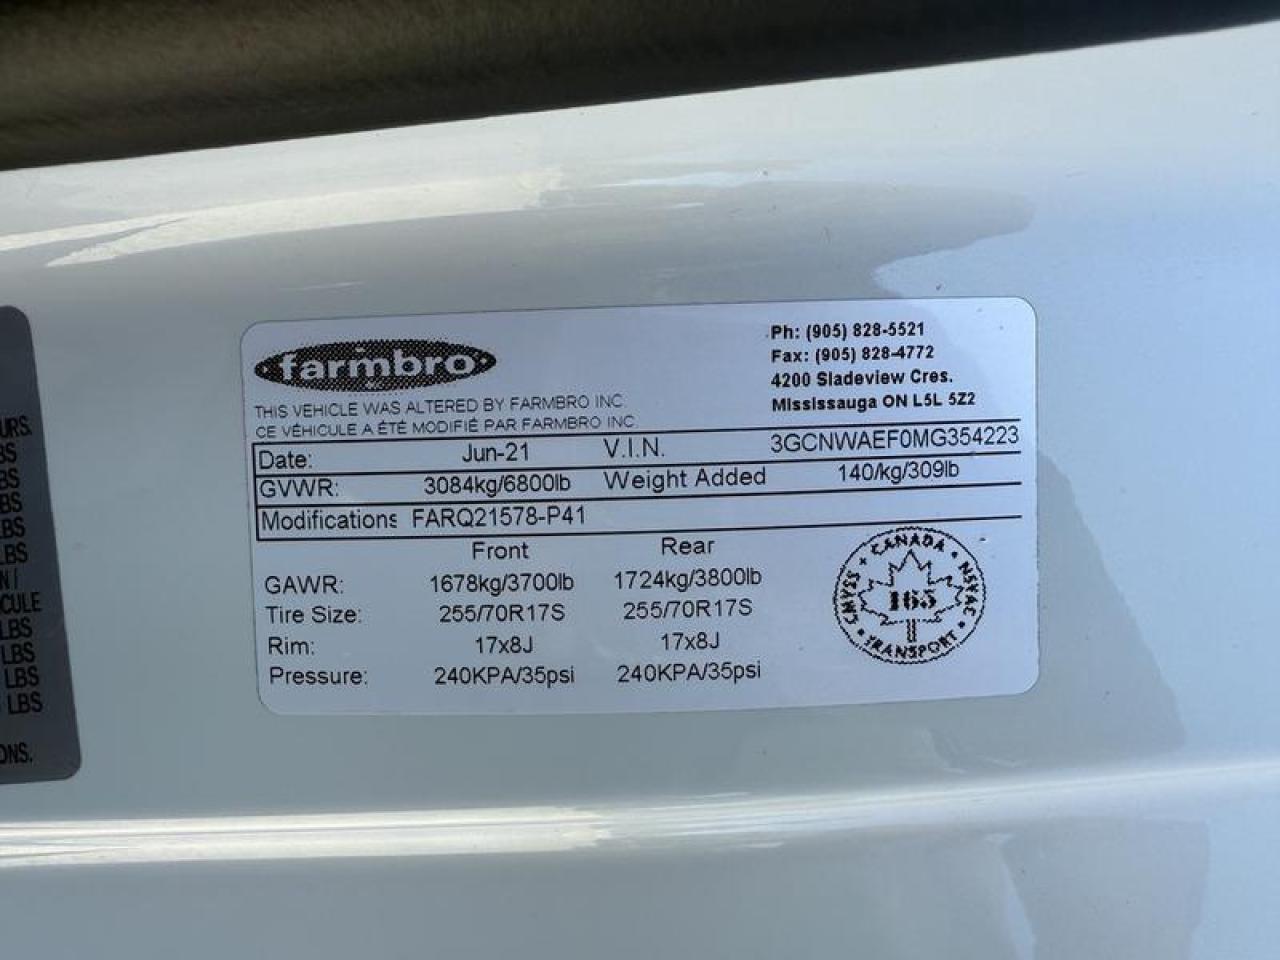 URS.
BS
BS
BS
LBS
LBS
NT
CULE
LBS
LBS
LBS
LBS
ONS.
farmbro
INC
THIS VEHICLE WAS ALTERED BY FARMBRO INC
CE VÉHICULE A ÉTÉ MODIFIÉ PAR FARMBRO INC
Ph: (905) 828-5521
Fax: (905) 828-4772
4200 Sladeview Cres.
Mississauga ON L5L 5Z2
Date: Jun-21 V.I.N. 3GCNWAEF0MG354223
GVWR: 3084kg/6800lb Weight Added 140/kg/309lb
Modifications FARQ21578-P41
Front Rear
GAWR: 1678kg/3700lb 1724kg/3800lb
Tire Size: 255/70R17S 255/70R17S
Rim: 17x8J 17x8J
Pressure: 240KPA/35psi 240KPA/35psi
CANADA
CMVSS NSVAC
165
TRANSPORT